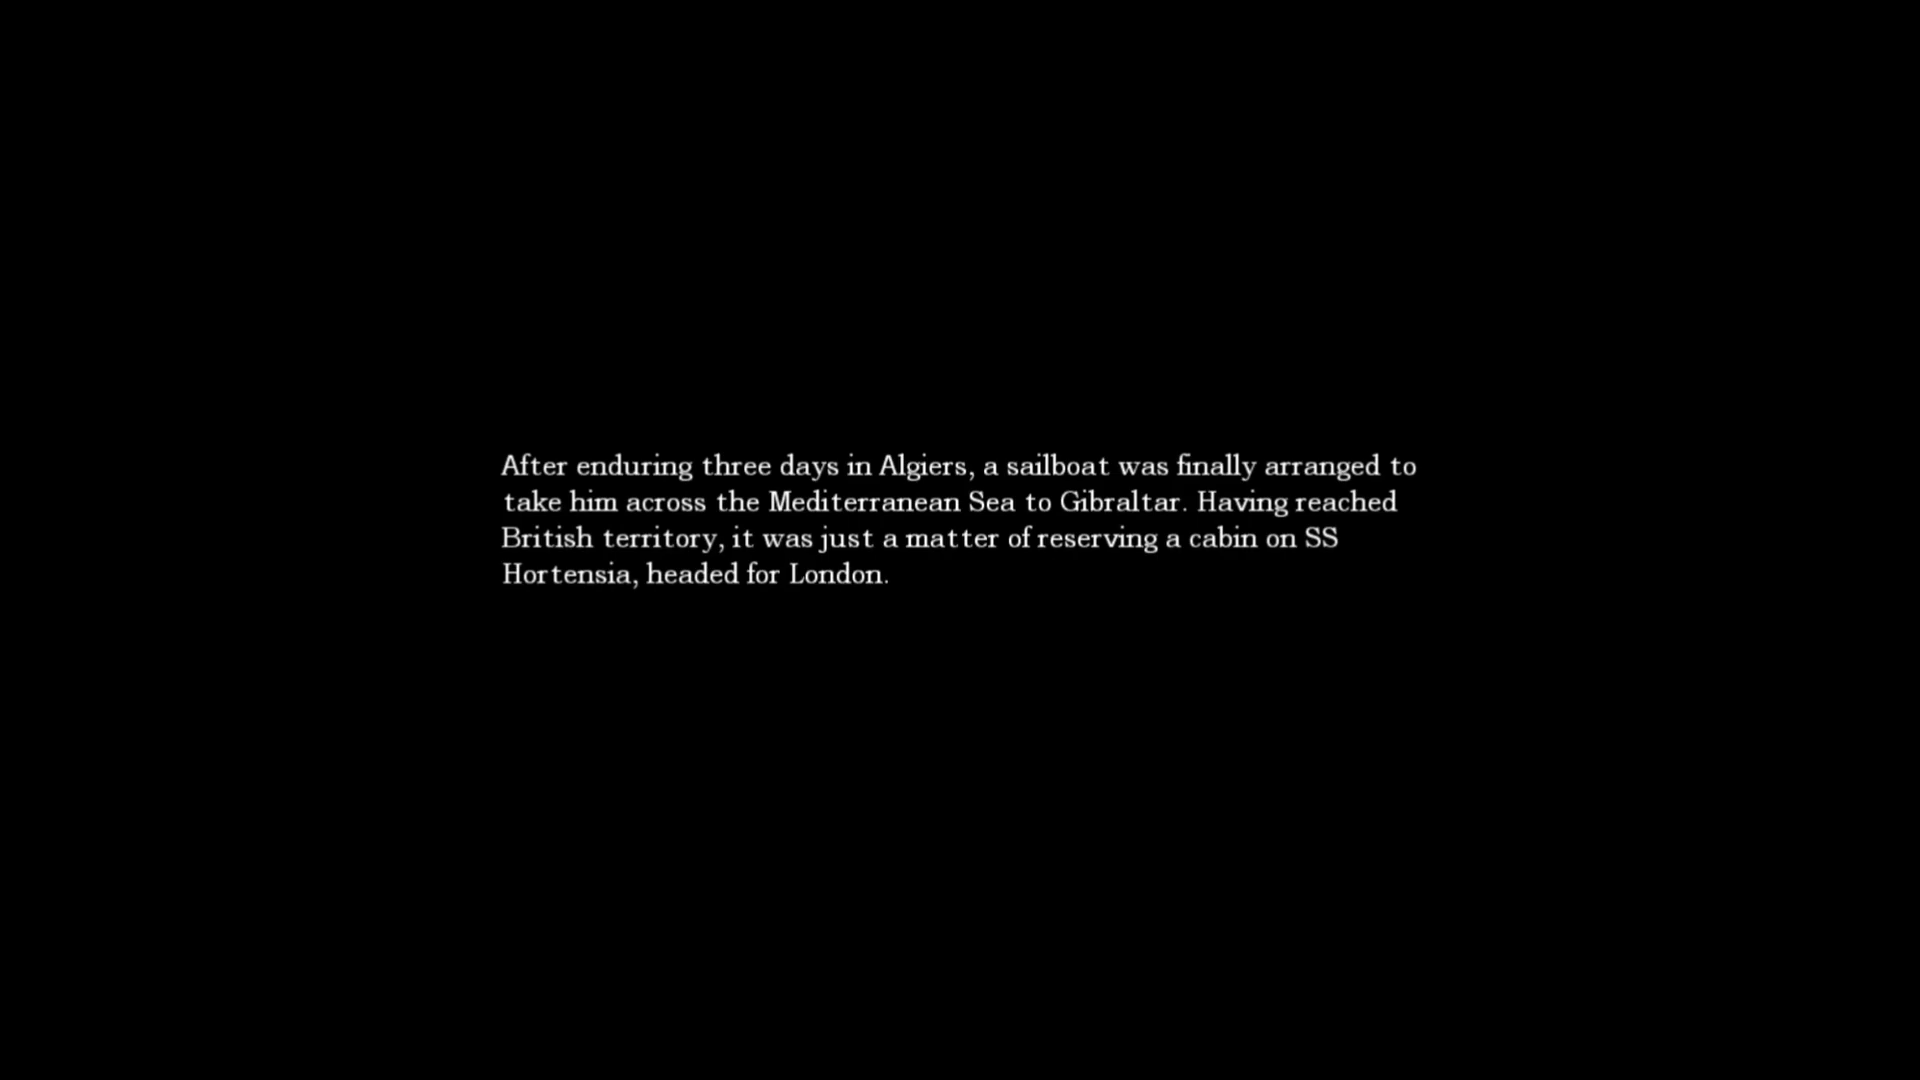 After enduring three days in Algiers, a sailboat was finally arranged to
take him across the Mediterranean Sea to Gibraltar. Having reached
British territory, it was just a matter of reserving a cabin on SS
Hortensia, headed for London.